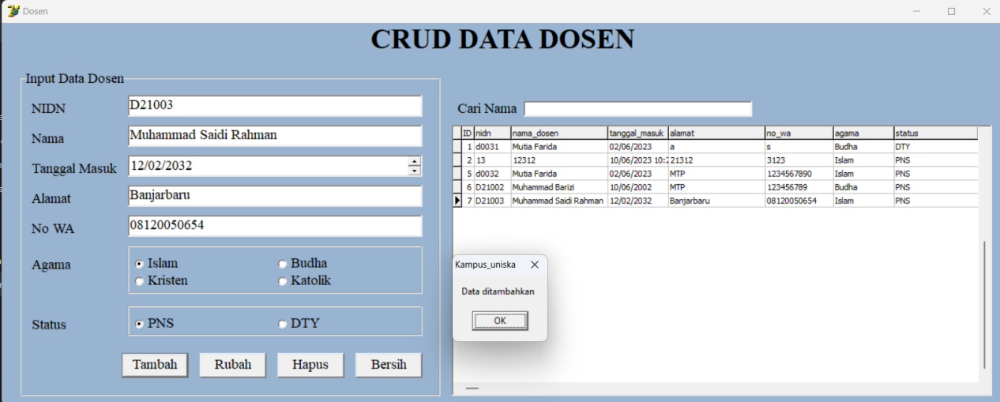 Dosen
CRUD DATA DOSEN
Input Data Dosen
NIDN D21003
Nama Muhammad Saidi Rahman
Tanggal Masuk 12/02/2032
Alamat Banjarbaru
No WA 08120050654
Agama Islam Budha
Kristen Katolik
Status PNS DTY
Tambah Rubah Hapus Bersih
Cari Nama
ID nidn nama_dosen tanggal_masuk alamat no_wa agama status
1 d0031 Mutia Farida 02/06/2023 a s Budha DTY
2 13 12312 10/06/2023 10:2 21312 3123 Islam PNS
5 d0032 Mutia Farida 02/06/2023 MTP 1234567890 Islam PNS
6 D21002 Muhammad Barizi 10/06/2002 MTP 123456789 Budha PNS
7 D21003 Muhammad Saidi Rahman 12/02/2032 Banjarbaru 08120050654 Islam PNS
Kampus_uniska
Data ditambahkan
OK